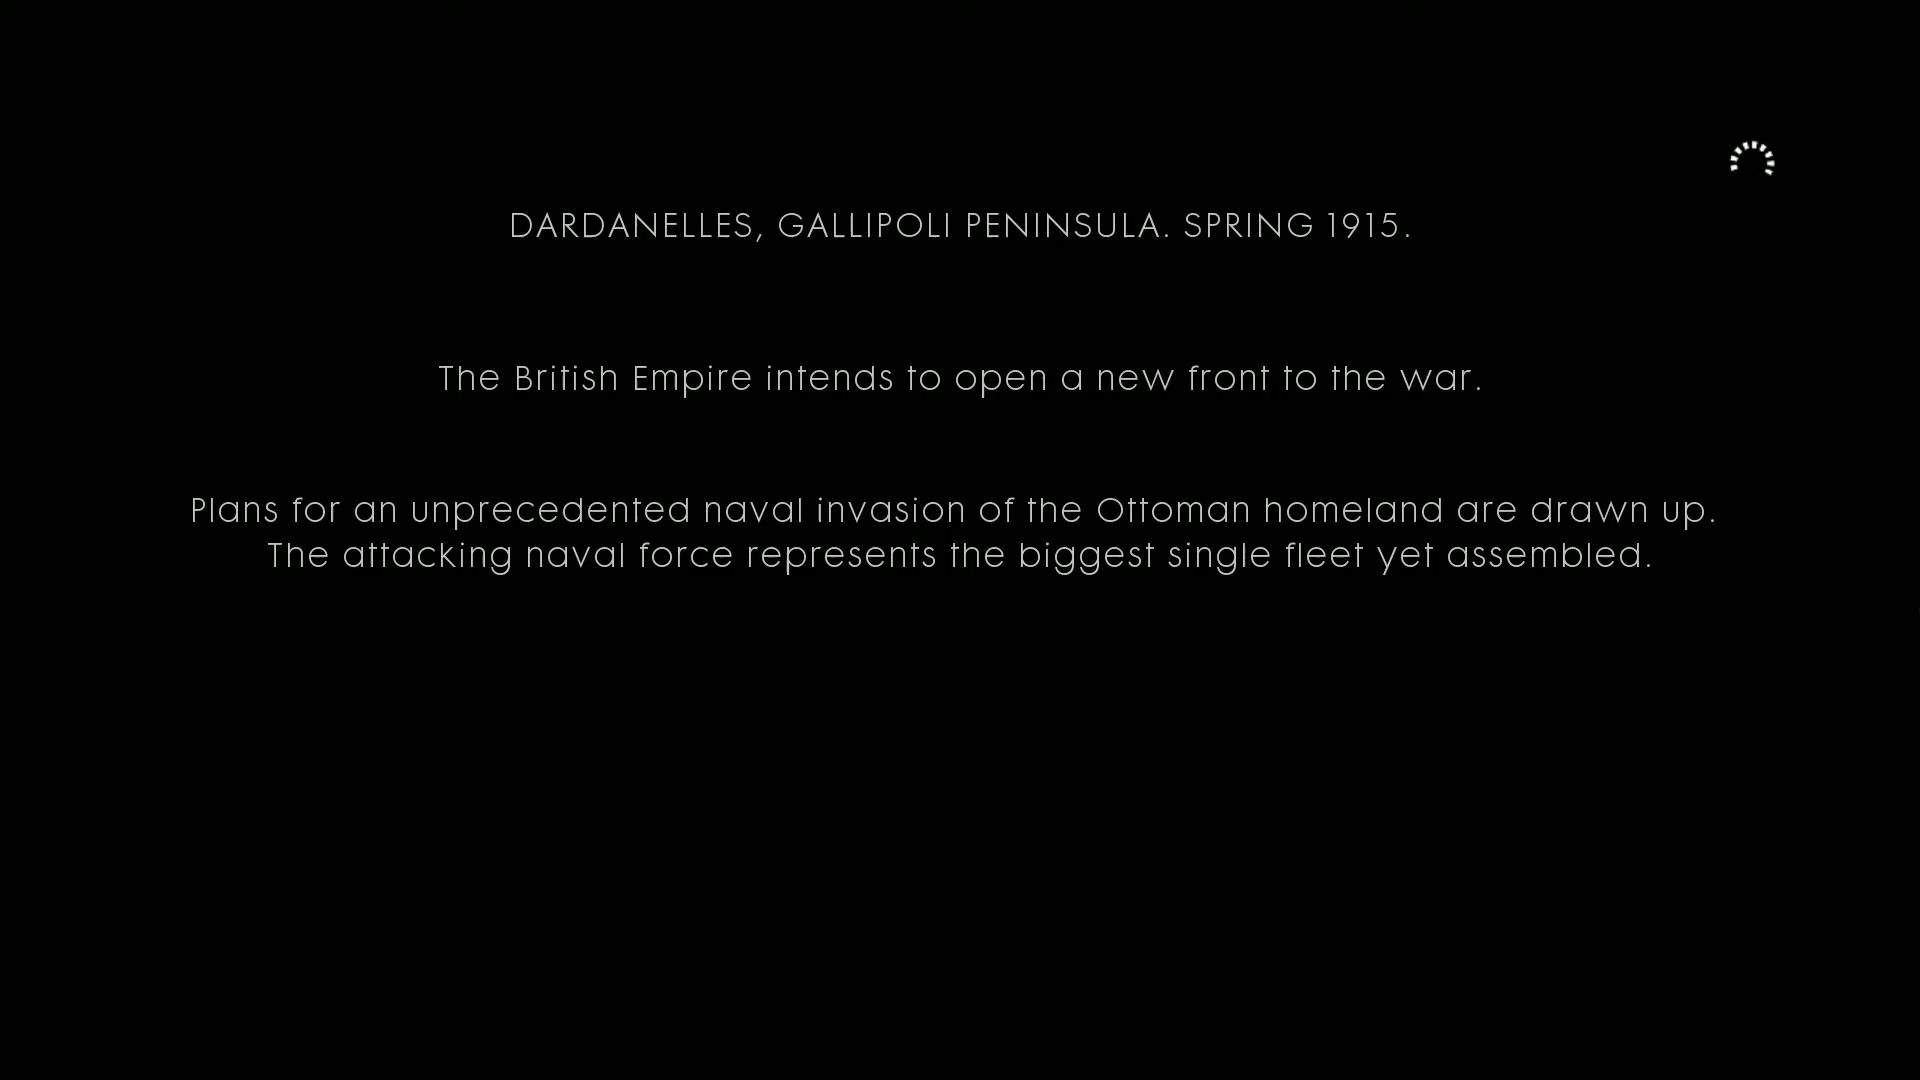 DARDANELLES, GALLIPOLI PENINSULA. SPRING 1915.
The British Empire intends to open a new front to the war.
Plans for an unprecedented naval invasion of the Ottoman homeland are drawn up.
The attacking naval force represents the biggest single fleet yet assembled.